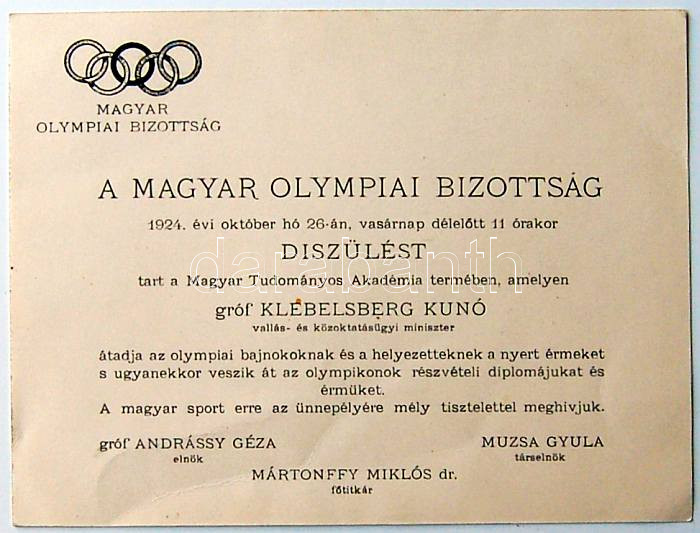 MAGYAR
OLYMPIAI BIZOTTSÁG
A MAGYAR OLYMPIAI BIZOTTSÁG
1924. évi október hó 26-án, vasárnap délelőtt 11 órakor
DISZÜLÉST
darabanth
tart a Magyar Tudományos Akadémia termében, amelyen
gróf KLEBELSBERG KUNÓ
vallás- és közoktatásügyi miniszter
átadja az olympiai bajnokoknak és a helyezetteknek a nyert érmeket
s ugyanekkor veszik át az olympikonok részvételi diplomájukat és
érmüket.
A magyar sport erre az ünnepélyére mély tisztelettel meghivjuk.
gróf ANDRÁSSY GÉZA MUZSA GYULA
elnök társelnök
MÁRTONFFY MIKLÓS dr.
főtitkár